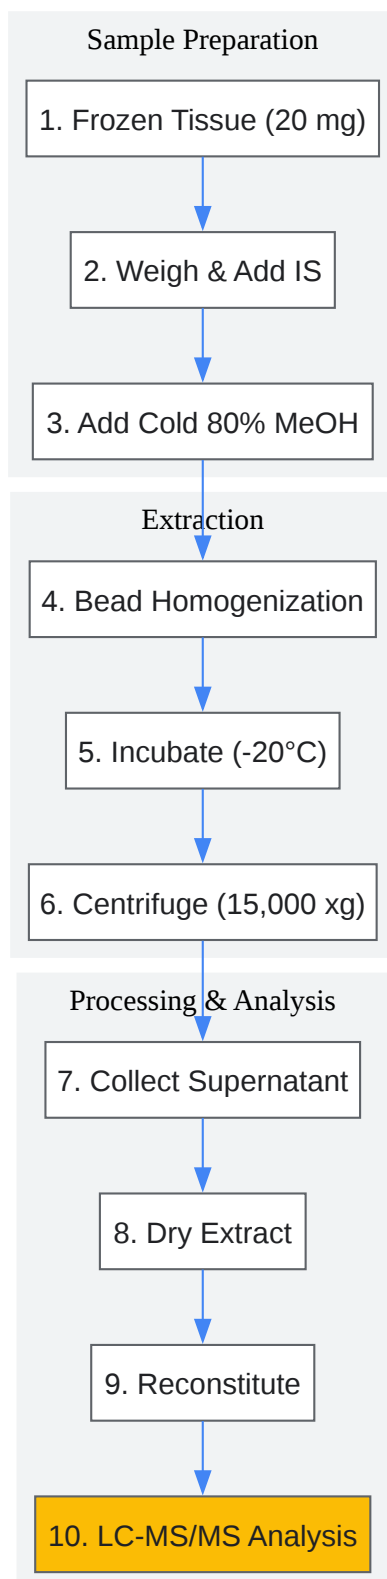 Sample Preparation
1. Frozen Tissue (20 mg)
2. Weigh & Add IS
3. Add Cold 80% MeOH
Extraction
4. Bead Homogenization
5. Incubate (-20°C)
6. Centrifuge (15,000 xg)
Processing & Analysis
7. Collect Supernatant
8. Dry Extract
9. Reconstitute
10. LC-MS/MS Analysis